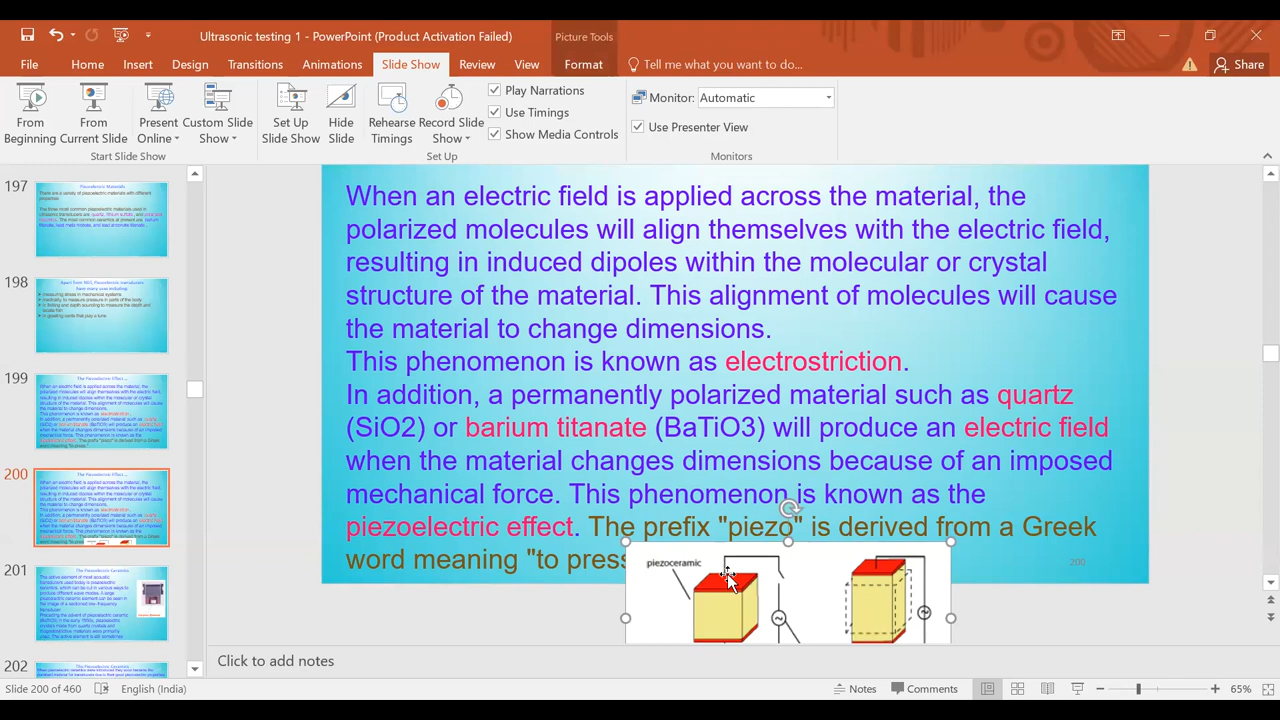 Ultrasonic testing 1 - PowerPoint (Product Activation Failed)
Picture Tools
File
Home
Insert
Design
Transitions
Animations
Slide Show
Review
View
Format
Tell me what you want to do...
Share
From Beginning
From Current Slide
Present Online
Custom Slide Show
Start Slide Show
Set Up Slide Show
Hide Slide
Rehearse Timings
Record Slide Show
Play Narrations
Use Timings
Show Media Controls
Set Up
Monitor: Automatic
Use Presenter View
Monitors
197
198
199
200
201
202
When an electric field is applied across the material, the
polarized molecules will align themselves with the electric field,
resulting in induced dipoles within the molecular or crystal
structure of the material. This alignment of molecules will cause
the material to change dimensions.
This phenomenon is known as electrostriction.
In addition, a permanently polarized material such as quartz
(SiO2) or barium titanate (BaTiO3) will produce an electric field
when the material changes dimensions because of an imposed
mechanical force. This phenomenon is known as the
piezoelectric effect. The prefix "piezo" is derived from a Greek
word meaning "to press
piezoceramic
200
Click to add notes
Slide 200 of 460
English (India)
Notes
Comments
65%